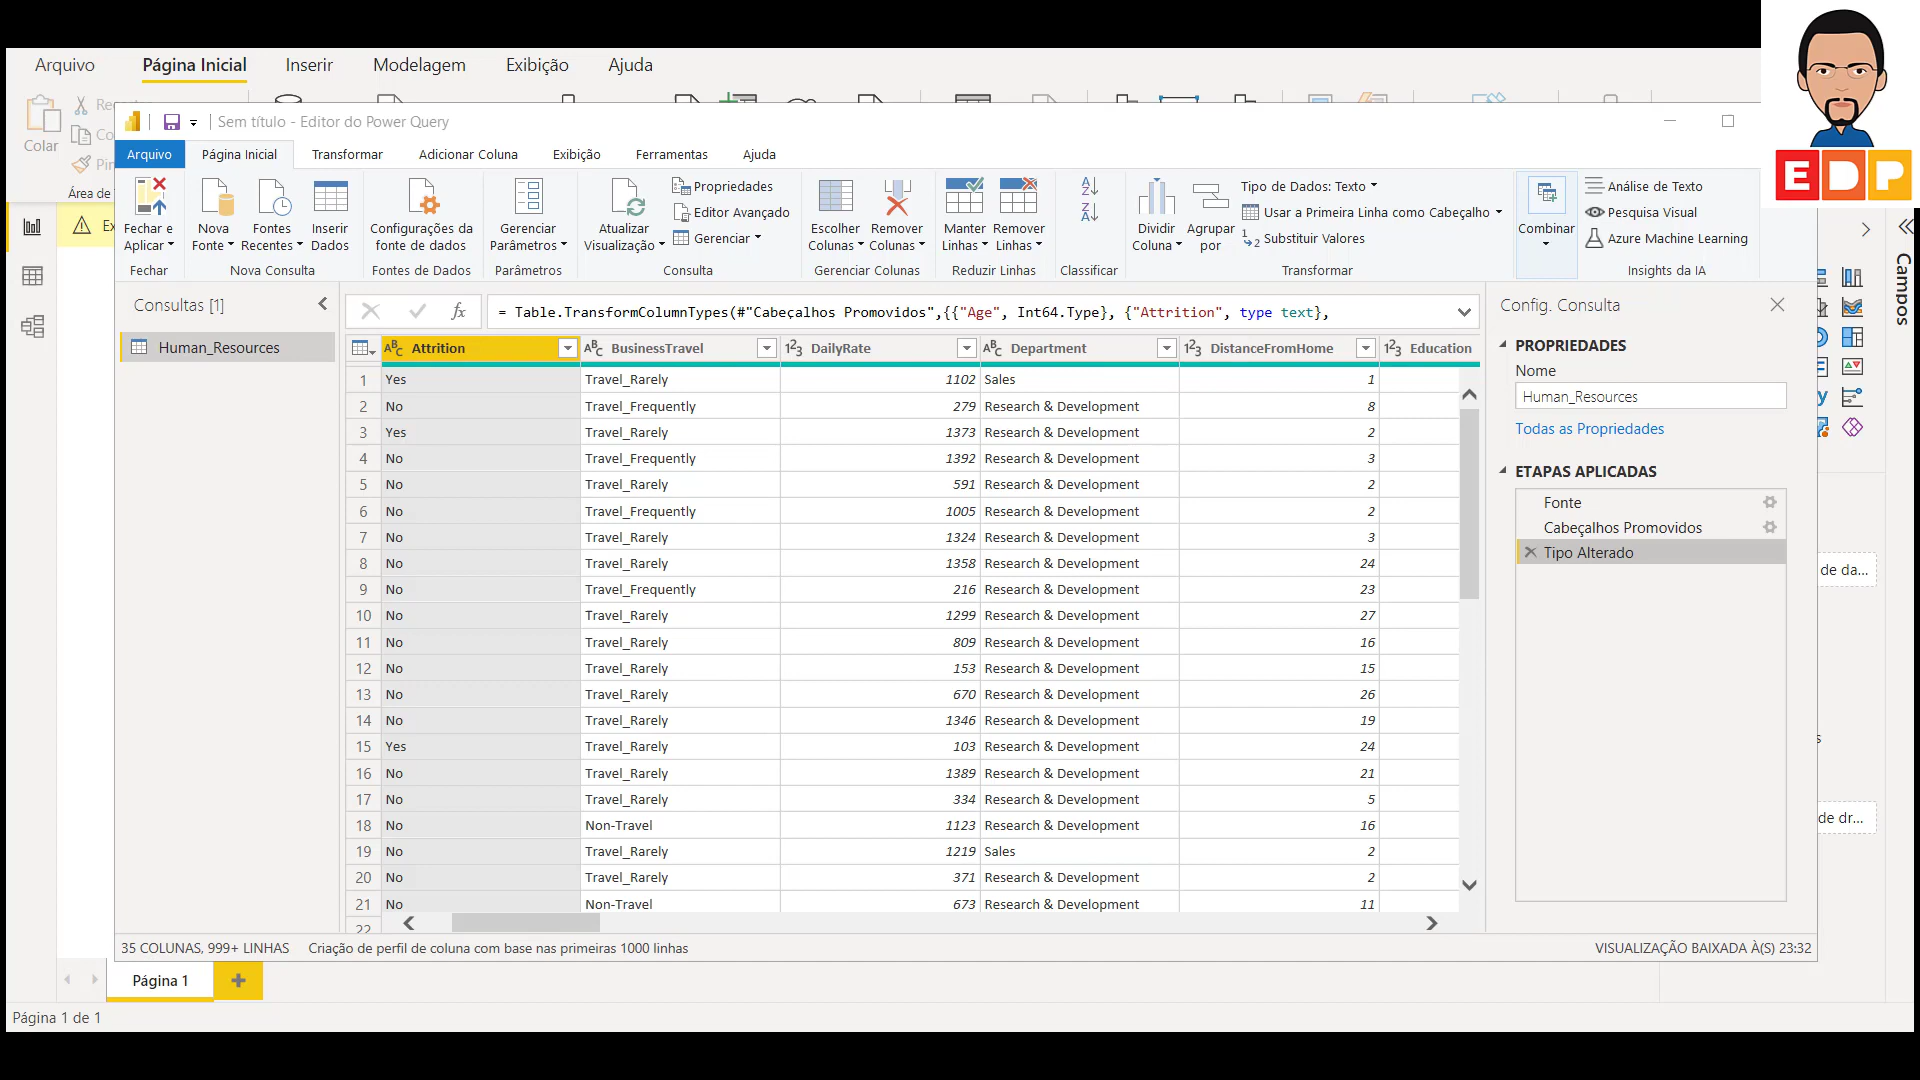 Arquivo Página Inicial Inserir Modelagem Exibição Ajuda
Colar
Sem título - Editor do Power Query
Arquivo Página Inicial Transformar Adicionar Coluna Exibição Ferramentas Ajuda
EDP
Fechar e Aplicar
Fechar
Nova Fonte
Fontes Recentes
Inserir Dados
Nova Consulta
Configurações da fonte de dados
Fontes de Dados
Gerenciar Parâmetros
Parâmetros
Atualizar Visualização
Propriedades
Editor Avançado
Gerenciar
Consulta
Escolher Colunas
Remover Colunas
Gerenciar Colunas
Manter Linhas
Remover Linhas
Reduzir Linhas
Classificar
Dividir Coluna
Agrupar por
Tipo de Dados: Texto
Usar a Primeira Linha como Cabeçalho
Substituir Valores
Transformar
Combinar
Análise de Texto
Pesquisa Visual
Azure Machine Learning
Insights da IA
Campos
Consultas [1]
Human_Resources
= Table.TransformColumnTypes(#"Cabeçalhos Promovidos",{{"Age", Int64.Type}, {"Attrition", type text},
Attrition BusinessTravel DailyRate Department DistanceFromHome Education
1 Yes Travel_Rarely 1102 Sales 1
2 No Travel_Frequently 279 Research & Development 8
3 Yes Travel_Rarely 1373 Research & Development 2
4 No Travel_Frequently 1392 Research & Development 3
5 No Travel_Rarely 591 Research & Development 2
6 No Travel_Frequently 1005 Research & Development 2
7 No Travel_Rarely 1324 Research & Development 3
8 No Travel_Rarely 1358 Research & Development 24
9 No Travel_Frequently 216 Research & Development 23
10 No Travel_Rarely 1299 Research & Development 27
11 No Travel_Rarely 809 Research & Development 16
12 No Travel_Rarely 153 Research & Development 15
13 No Travel_Rarely 670 Research & Development 26
14 No Travel_Rarely 1346 Research & Development 19
15 Yes Travel_Rarely 103 Research & Development 24
16 No Travel_Rarely 1389 Research & Development 21
17 No Travel_Rarely 334 Research & Development 5
18 No Non-Travel 1123 Research & Development 16
19 No Travel_Rarely 1219 Sales 2
20 No Travel_Rarely 371 Research & Development 2
21 No Non-Travel 673 Research & Development 11
22
Config. Consulta
PROPRIEDADES
Nome
Human_Resources
Todas as Propriedades
ETAPAS APLICADAS
Fonte
Cabeçalhos Promovidos
Tipo Alterado
de da...
de dr...
35 COLUNAS, 999+ LINHAS Criação de perfil de coluna com base nas primeiras 1000 linhas VISUALIZAÇÃO BAIXADA À(S) 23:32
Página 1
Página 1 de 1